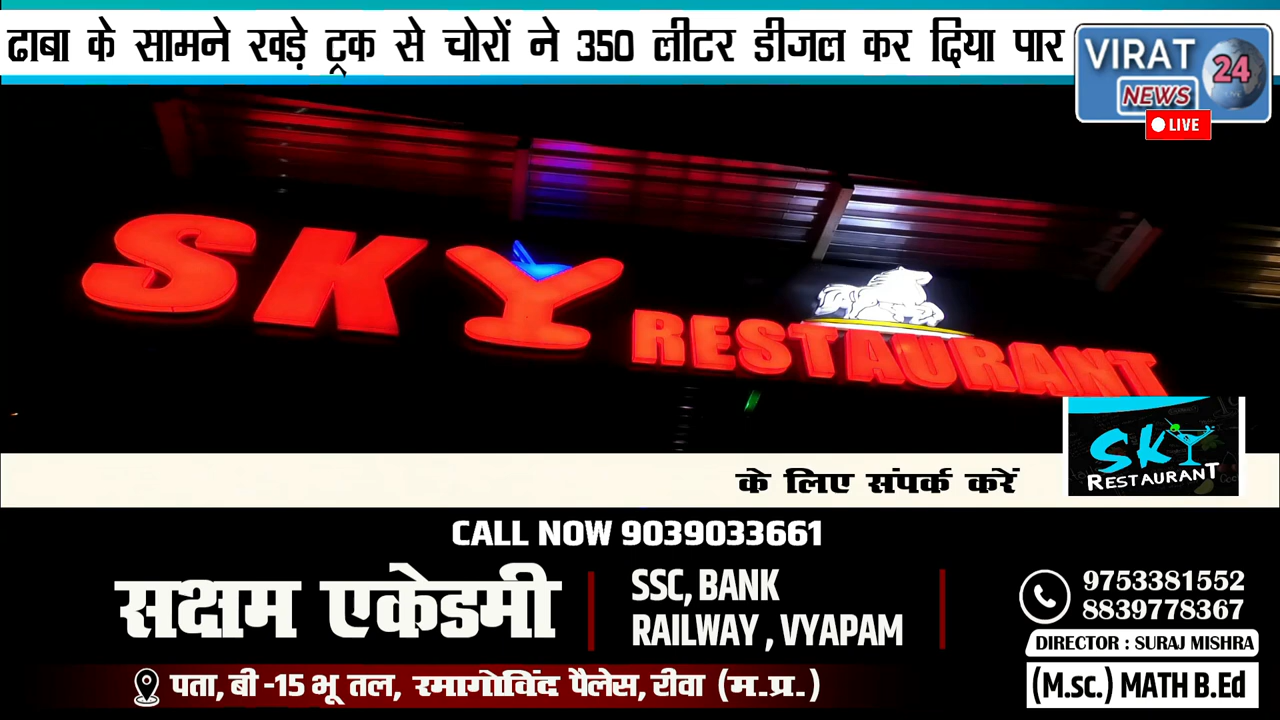 ढाबा के सामने खड़े ट्रक से चोरों ने 350 लीटर डीजल कर दिया पार
VIRAT
24
NEWS
LIVE
SKY
RESTAURANT
SKY
RESTAURANT
के लिए संपर्क करें
CALL NOW 9039033661
सक्षम एकेडमी
SSC, BANK
RAILWAY , VYAPAM
9753381552
8839778367
DIRECTOR : SURAJ MISHRA
(M.sc.) MATH B.Ed
पता, बी -15 भू तल, रमागोविंद पैलेस, रीवा (म.प्र.)